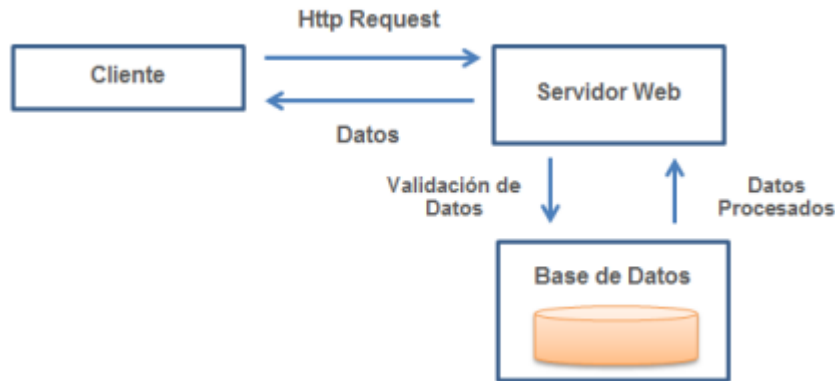 Http Request
Cliente
Servidor Web
Datos
Validación de
Datos
Datos
Procesados
Base de Datos